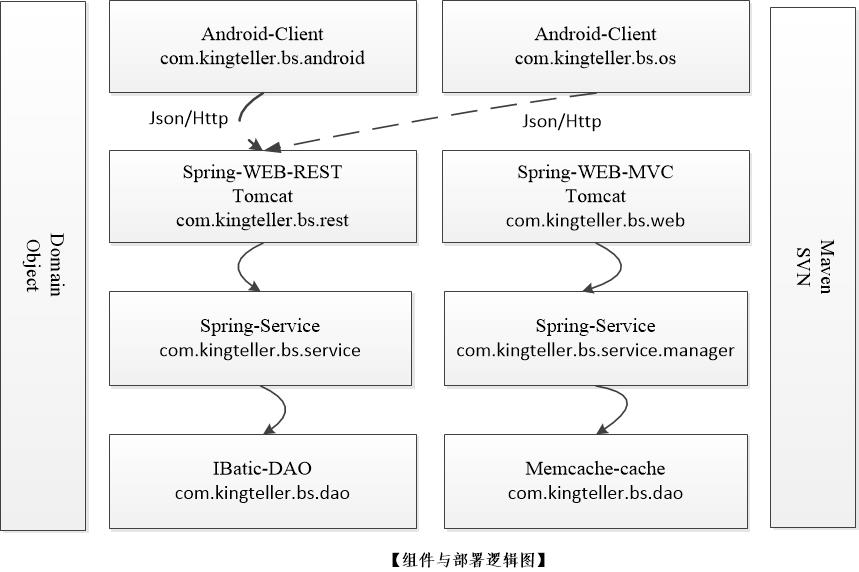 Android-Client
com.kingteller.bs.android
Android-Client
com.kingteller.bs.os
Json/Http
Json/Http
Spring-WEB-REST
Tomcat
com.kingteller.bs.rest
Spring-WEB-MVC
Tomcat
com.kingteller.bs.web
Domain
Object
Maven
SVN
Spring-Service
com.kingteller.bs.service
Spring-Service
com.kingteller.bs.service.manager
IBatic-DAO
com.kingteller.bs.dao
Memcache-cache
com.kingteller.bs.dao
【组件与部署逻辑图】